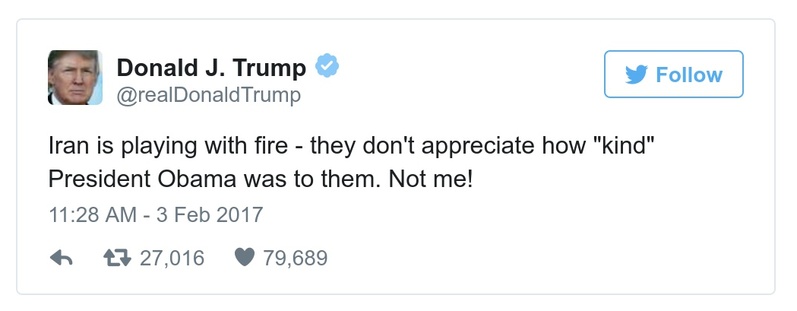 Donald J. Trump
@realDonaldTrump
Follow
Iran is playing with fire - they don't appreciate how "kind"
President Obama was to them. Not me!
11:28 AM - 3 Feb 2017
27,016 79,689